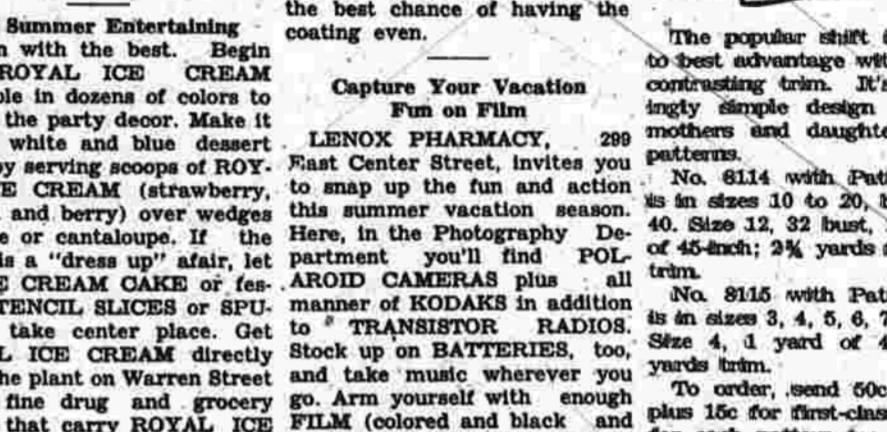 Summer Entertaining
with the best. Begin
ROYAL ICE CREAM
in dozens of colors to
the party decor. Make it
white and blue dessert
by serving scoops of ROY-
CREAM (strawberry,
and berry) over wedges
or cantaloupe. If the
is a "dress up" afair, let
CREAM CAKE or fes-
TENCIL SLICES or SPU-
take center place. Get
ICE CREAM directly
the plant on Warren Street
fine drug and grocery
that carry ROYAL ICE
the best chance of having the
coating even.
Capture Your Vacation
Fun on Film
LENOX PHARMACY, 299
East Center Street, invites you
to snap up the fun and action
this summer vacation season.
Here, in the Photography De-
partment you'll find POL-
AROID CAMERAS plus all
manner of KODAKS in addition
to TRANSISTOR RADIOS.
Stock up on BATTERIES, too,
and take music wherever you
go. Arm yourself with enough
FILM (colored and black and
The popular shift
to best advantage
contrasting trim. It's
ingly simple design
mothers and
patterns.
No. 8114 with
is in sizes 10 to 20,
40. Size 12, 32 bust,
of 45-inch; 2¾ yards
trim.
No. 8115 with
is in sizes 3, 4, 5, 6,
Size 4, 1 yard of
yards trim.
To order, send 50c
plus 15c for